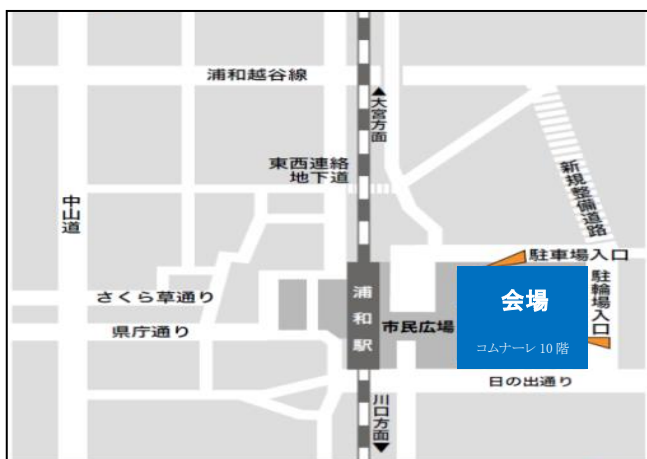 浦和越谷線
▲大宮方面
東西連絡
地下道
中山道
新規整備道路
駐車場入口
さくら草通り
浦和駅
市民広場
会場
コムナーレ 10 階
駐輪場入口
県庁通り
日の出通り
川口方面▼